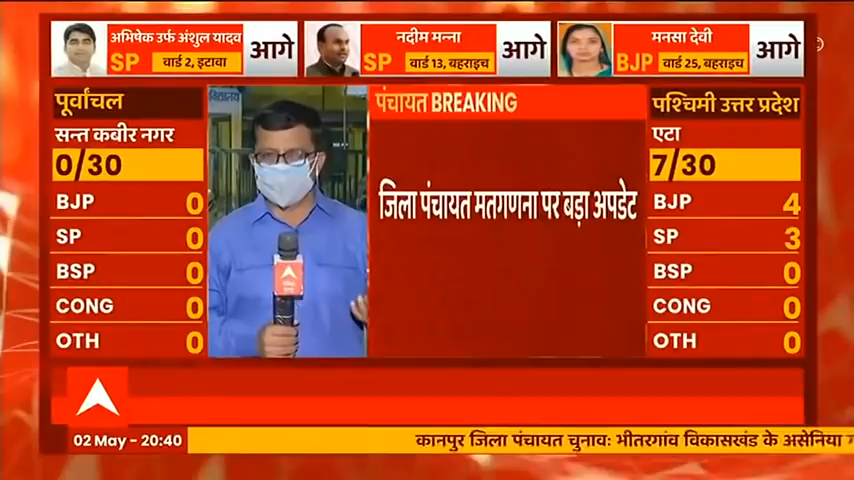 अभिषेक उर्फ अंशुल यादव
SP वार्ड 2, इटावा
आगे
नदीम मन्ना
SP वार्ड 13, बहराइच
आगे
मनसा देवी
BJP वार्ड 25, बहराइच
आगे
पूर्वांचल
सन्त कबीर नगर
0/30
BJP 0
SP 0
BSP 0
CONG 0
OTH 0
विद्यालय
पंचायत BREAKING
जिला पंचायत मतगणना पर बड़ा अपडेट
पश्चिमी उत्तर प्रदेश
एटा
7/30
BJP 4
SP 3
BSP 0
CONG 0
OTH 0
02 May - 20:40
कानपुर जिला पंचायत चुनाव: भीतरगांव विकासखंड के असेनिया